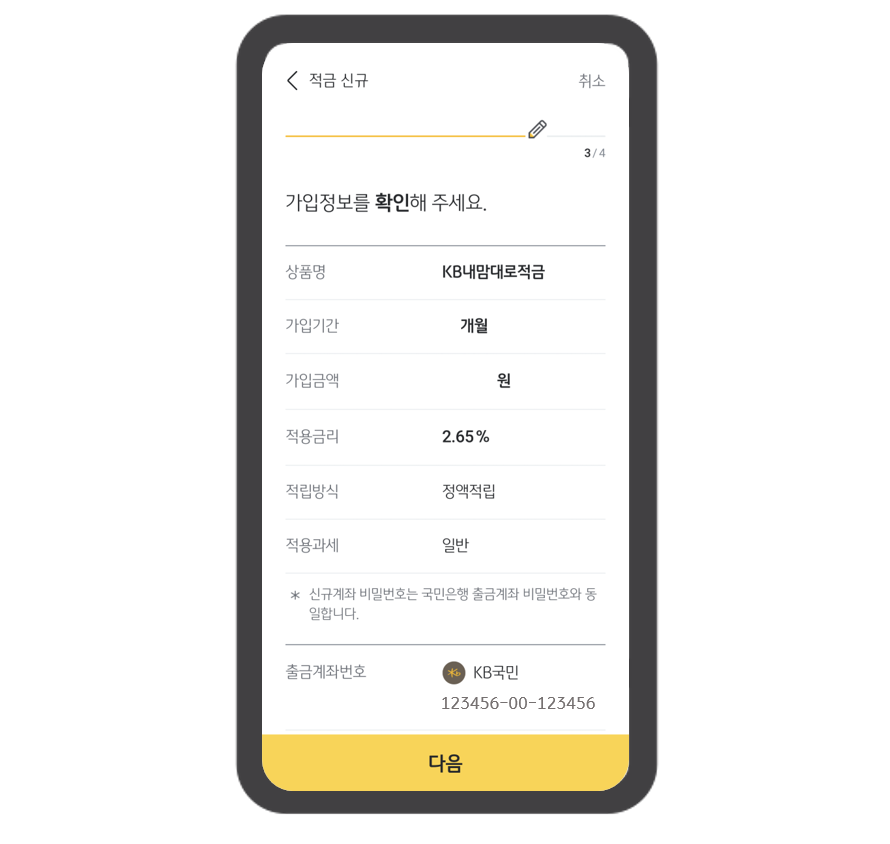 적금 신규 취소
3/4
가입정보를 확인해 주세요.
상품명 KB내맘대로적금
가입기간 개월
가입금액 원
적용금리 2.65%
적립방식 정액적립
적용과세 일반
* 신규계좌 비밀번호는 국민은행 출금계좌 비밀번호와 동
일합니다.
출금계좌번호 KB국민
123456-00-123456
다음